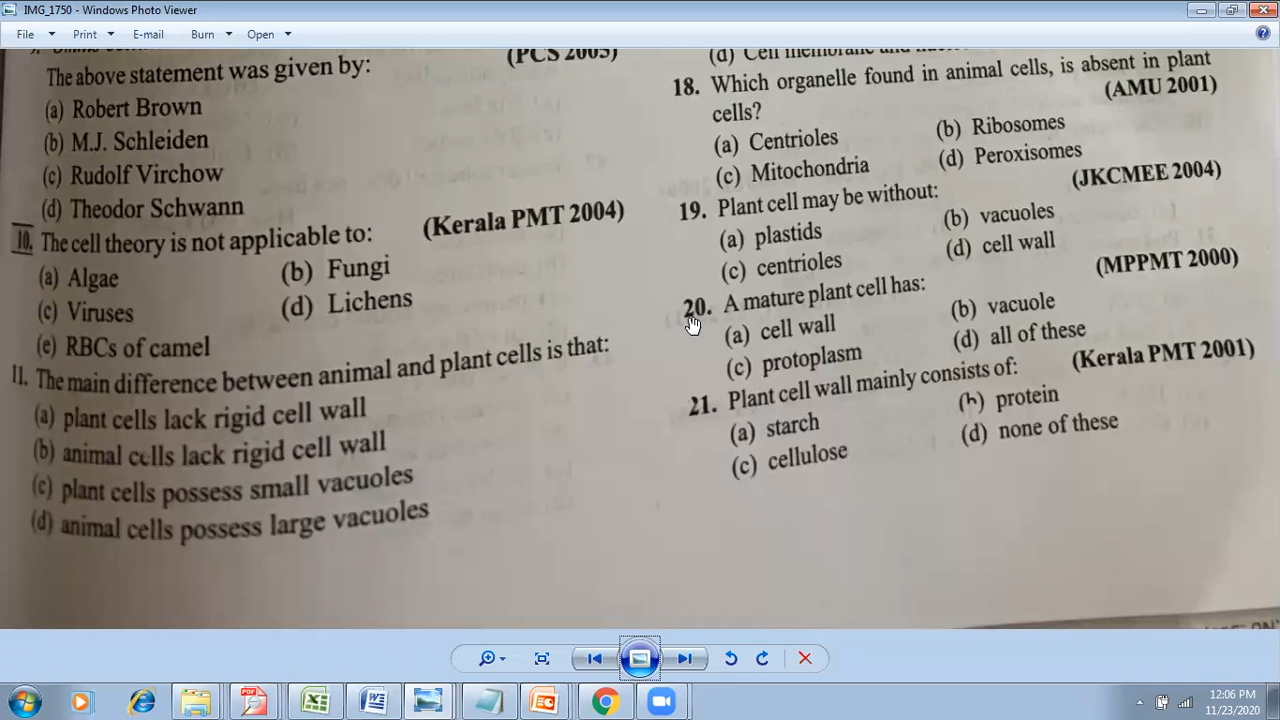 IMG_1750 - Windows Photo Viewer
File Print E-mail Burn Open
(PCS 2005)
The above statement was given by:
(a) Robert Brown
(b) M.J. Schleiden
(c) Rudolf Virchow
(d) Theodor Schwann
(Kerala PMT 2004)
10. The cell theory is not applicable to:
(a) Algae (b) Fungi
(c) Viruses (d) Lichens
(e) RBCs of camel
11. The main difference between animal and plant cells is that:
(a) plant cells lack rigid cell wall
(b) animal cells lack rigid cell wall
(c) plant cells possess small vacuoles
(d) animal cells possess large vacuoles
(d) Cell membrane and
18. Which organelle found in animal cells, is absent in plant
cells? (AMU 2001)
(a) Centrioles (b) Ribosomes
(c) Mitochondria (d) Peroxisomes
19. Plant cell may be without: (JKCMEE 2004)
(a) plastids (b) vacuoles
(c) centrioles (d) cell wall
20. A mature plant cell has: (MPPMT 2000)
(a) cell wall (b) vacuole
(c) protoplasm (d) all of these
21. Plant cell wall mainly consists of: (Kerala PMT 2001)
(a) starch (b) protein
(c) cellulose (d) none of these
12:06 PM
11/23/2020